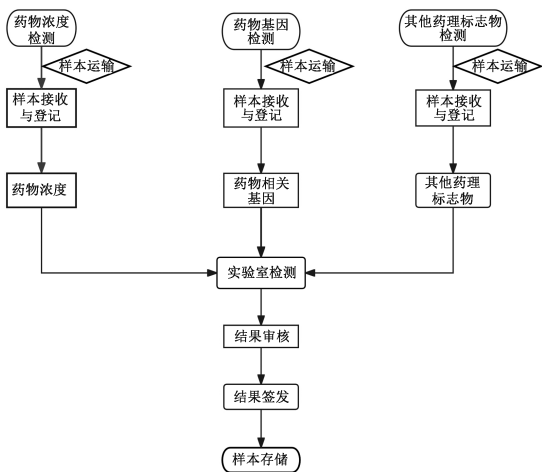 药物浓度
检测
药物基因
检测
其他药理标志物
检测
样本运输
样本运输
样本运输
样本接收
与登记
样本接收
与登记
样本接收
与登记
药物浓度
药物相关
基因
其他药理
标志物
实验室检测
结果审核
结果签发
样本存储